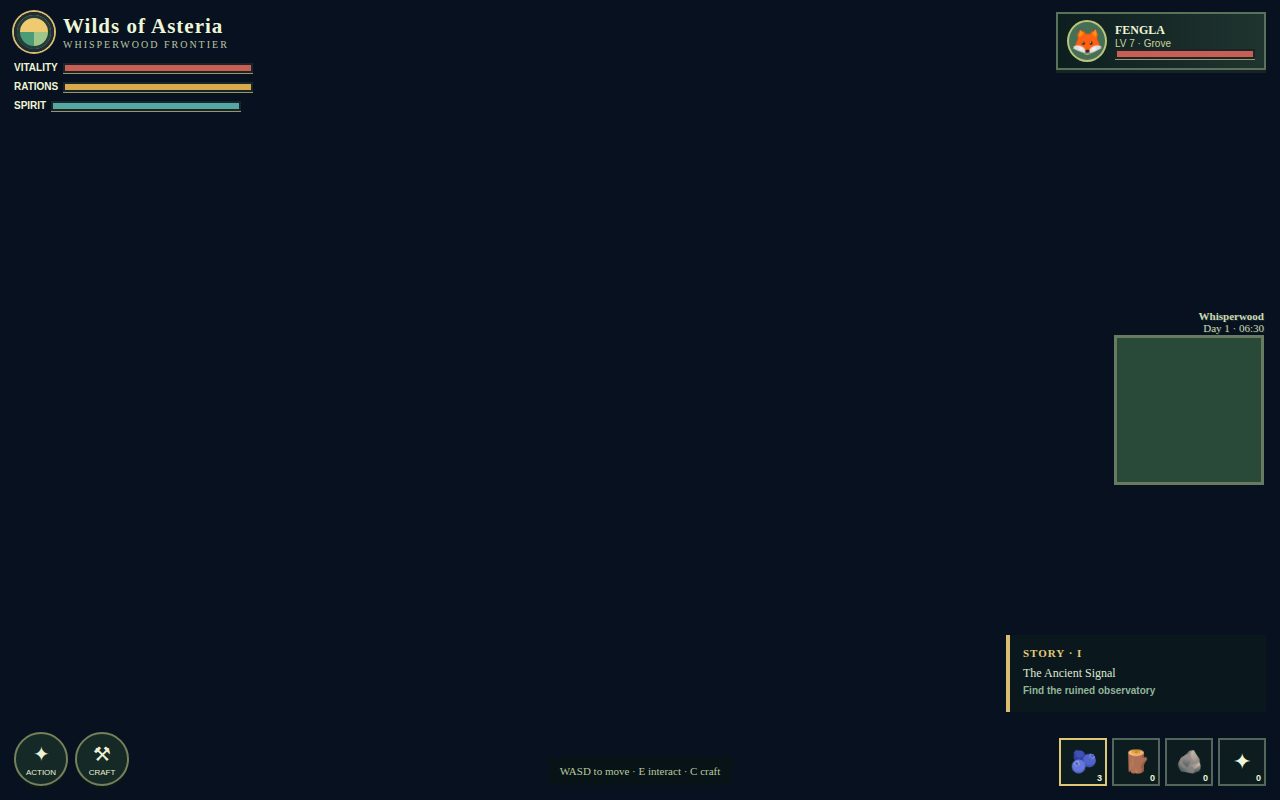 Wilds of Asteria
WHISPERWOOD FRONTIER
VITALITY
RATIONS
SPIRIT
FENGLA
LV 7 · Grove
Whisperwood
Day 1 · 06:30
STORY · I
The Ancient Signal
Find the ruined observatory
ACTION
CRAFT
WASD to move · E interact · C craft
3
0
0
0